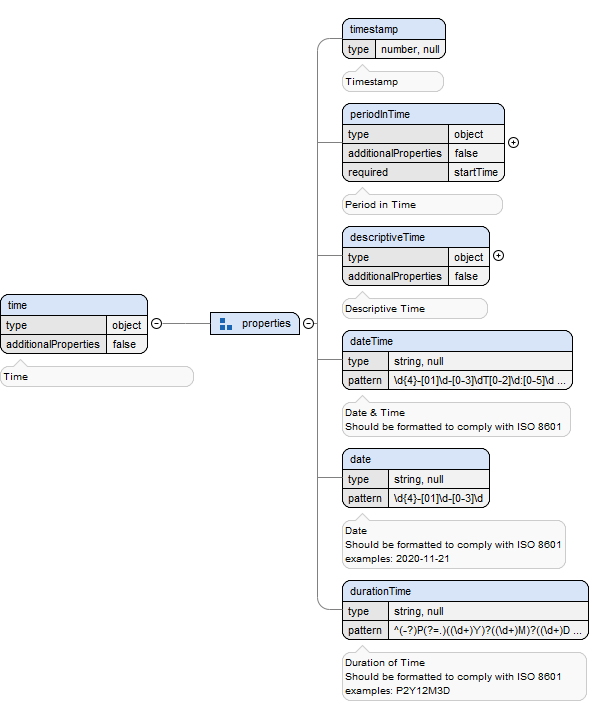 time
type object
additionalProperties false
Time
properties
timestamp
type number, null
Timestamp
periodInTime
type object
additionalProperties false
required startTime
Period in Time
descriptiveTime
type object
additionalProperties false
Descriptive Time
dateTime
type string, null
pattern \d{4}-[01]\d-[0-3]\dT[0-2]\d:[0-5]\d ...
Date & Time
Should be formatted to comply with ISO 8601
date
type string, null
pattern \d{4}-[01]\d-[0-3]\d
Date
Should be formatted to comply with ISO 8601
examples: 2020-11-21
durationTime
type string, null
pattern ^(-?)P(?=.)((\d+)Y)?((\d+)M)?((\d+)D ...
Duration of Time
Should be formatted to comply with ISO 8601
examples: P2Y12M3D